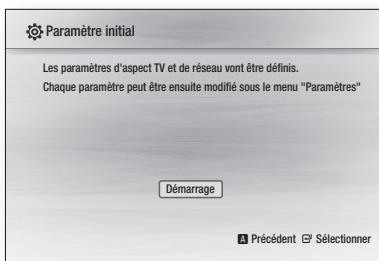 Paramètre initial
Les paramètres d'aspect TV et de réseau vont être définis.
Chaque paramètre peut être ensuite modifié sous le menu "Paramètres"
Démarrage
A Précédent Sélectionner